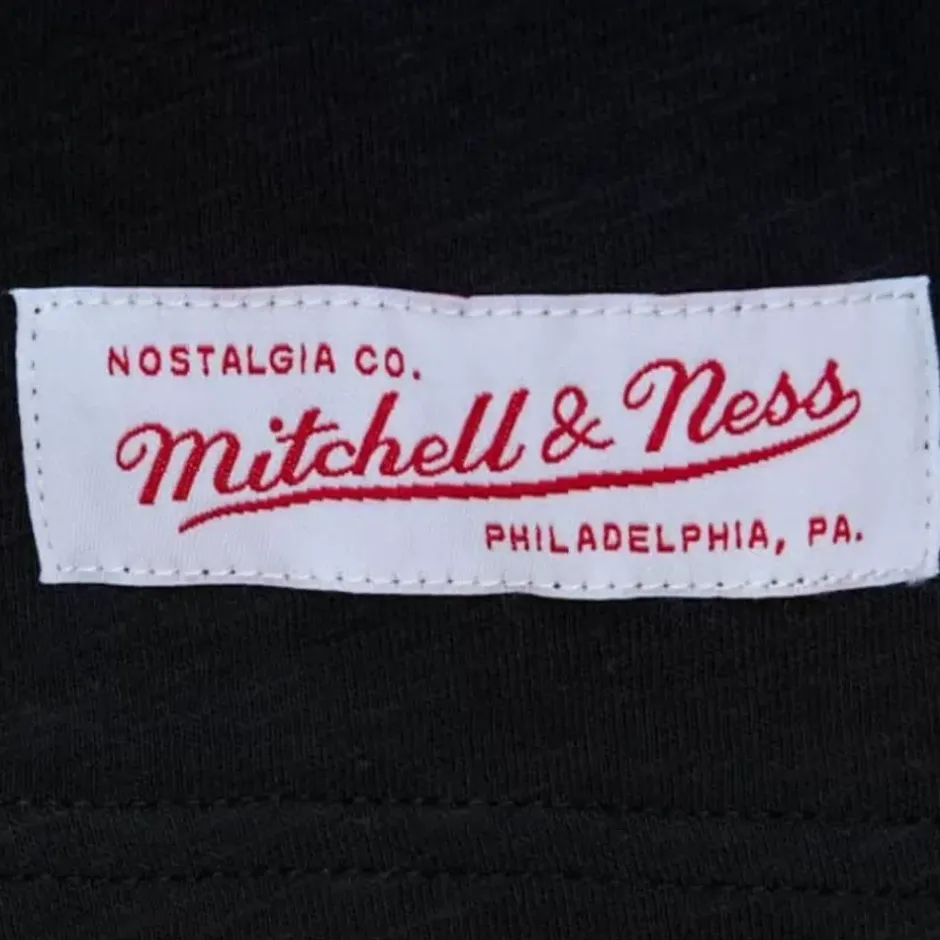 NOSTALGIA CO.
Mitchell & Ness
PHILADELPHIA, PA.